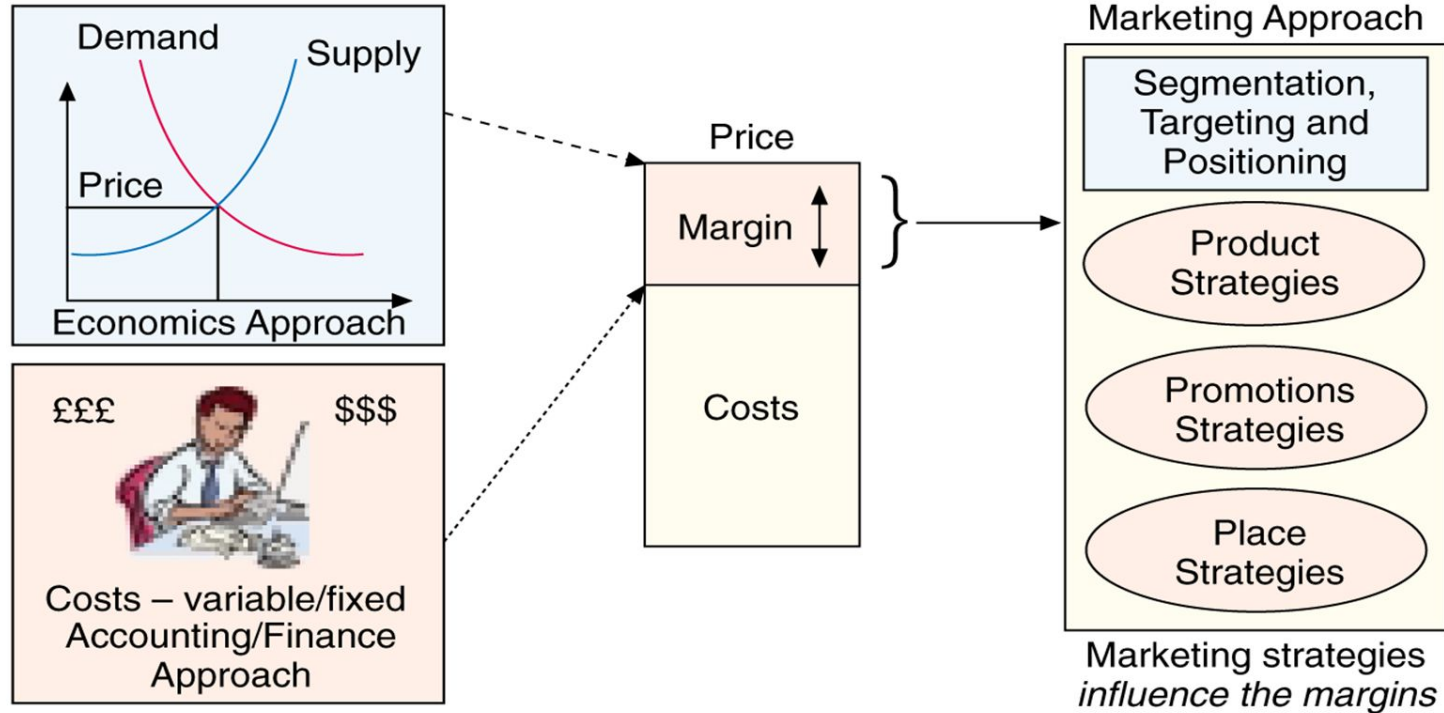 Demand
Supply
Price
Economics Approach
£££
$$$
Costs – variable/fixed
Accounting/Finance
Approach
Price
Margin
Costs
Marketing Approach
Segmentation,
Targeting and
Positioning
Product
Strategies
Promotions
Strategies
Place
Strategies
Marketing strategies
influence the margins